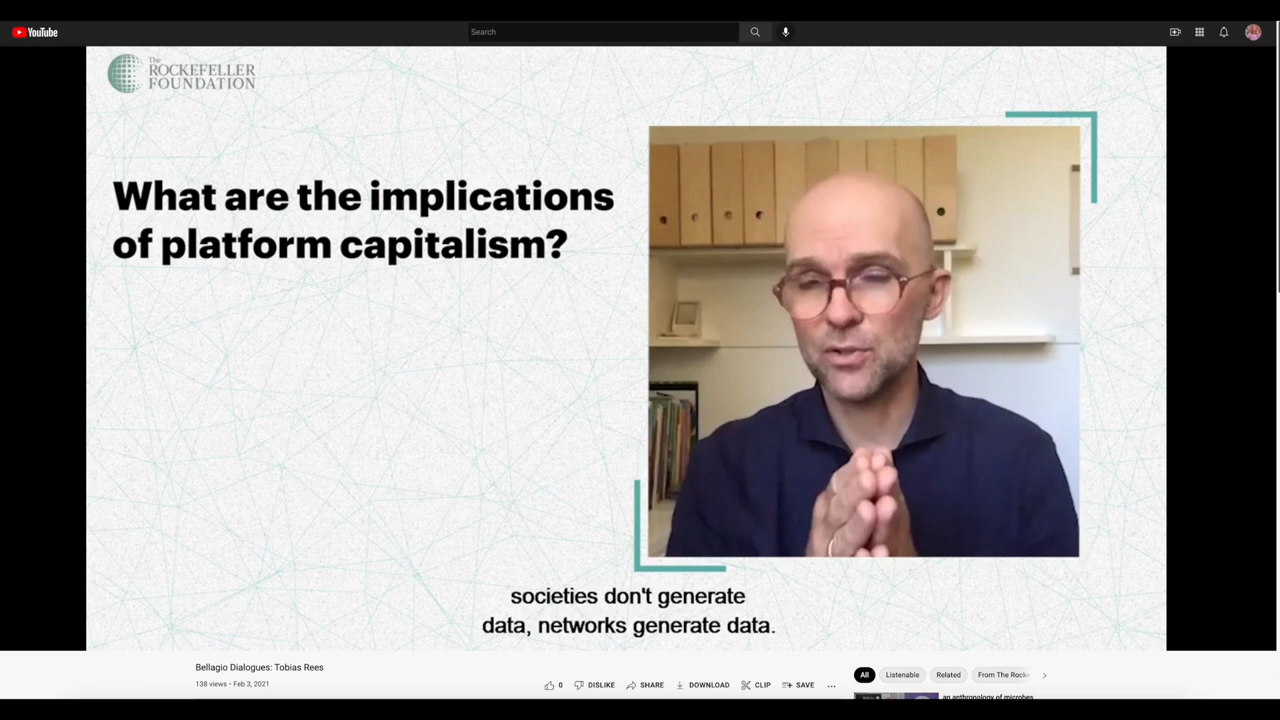 YouTube
Search
The
ROCKEFELLER
FOUNDATION
What are the implications
of platform capitalism?
societies don't generate
data, networks generate data.
Bellagio Dialogues: Tobias Rees
138 views • Feb 3, 2021
0 DISLIKE SHARE DOWNLOAD CLIP SAVE ...
All Listenable Related From The Rocke
an anthropology of microbes